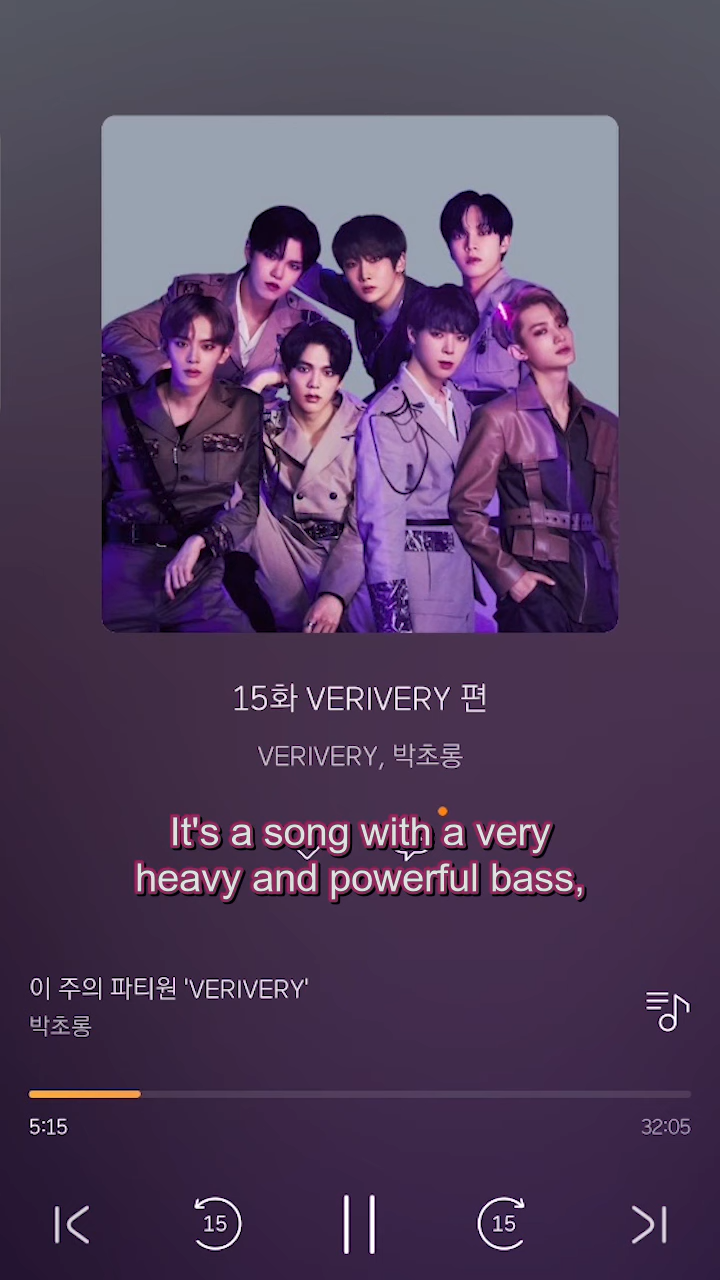 15화 VERIVERY 편
VERIVERY, 박초롱
It's a song with a very
heavy and powerful bass,
이 주의 파티원 'VERIVERY'
박초롱
5:15
32:05
15
15